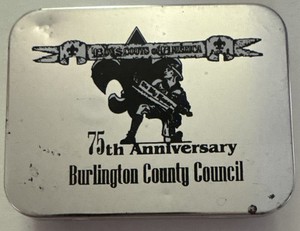 BOY SCOUTS OF AMERICA
75th Anniversary
Burlington County Council